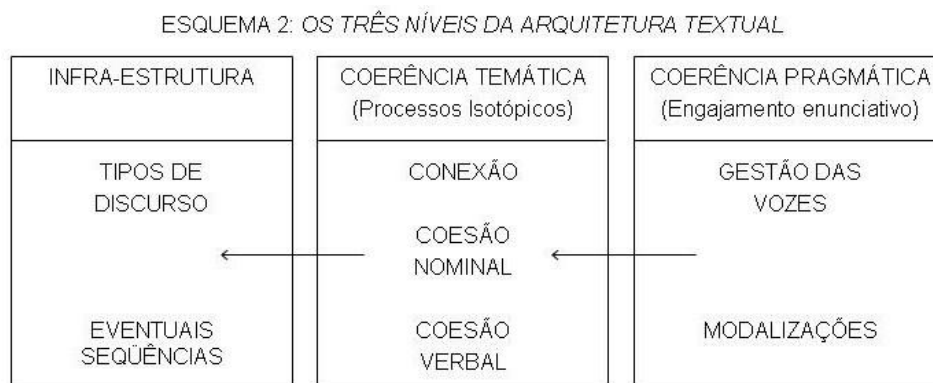 ESQUEMA 2: OS TRÊS NÍVEIS DA ARQUITETURA TEXTUAL
INFRA-ESTRUTURA
TIPOS DE
DISCURSO
EVENTUAIS
SEQÜÊNCIAS
COERÊNCIA TEMÁTICA
(Processos Isotópicos)
CONEXÃO
COESÃO
NOMINAL
COESÃO
VERBAL
COERÊNCIA PRAGMÁTICA
(Engajamento enunciativo)
GESTÃO DAS
VOZES
MODALIZAÇÕES